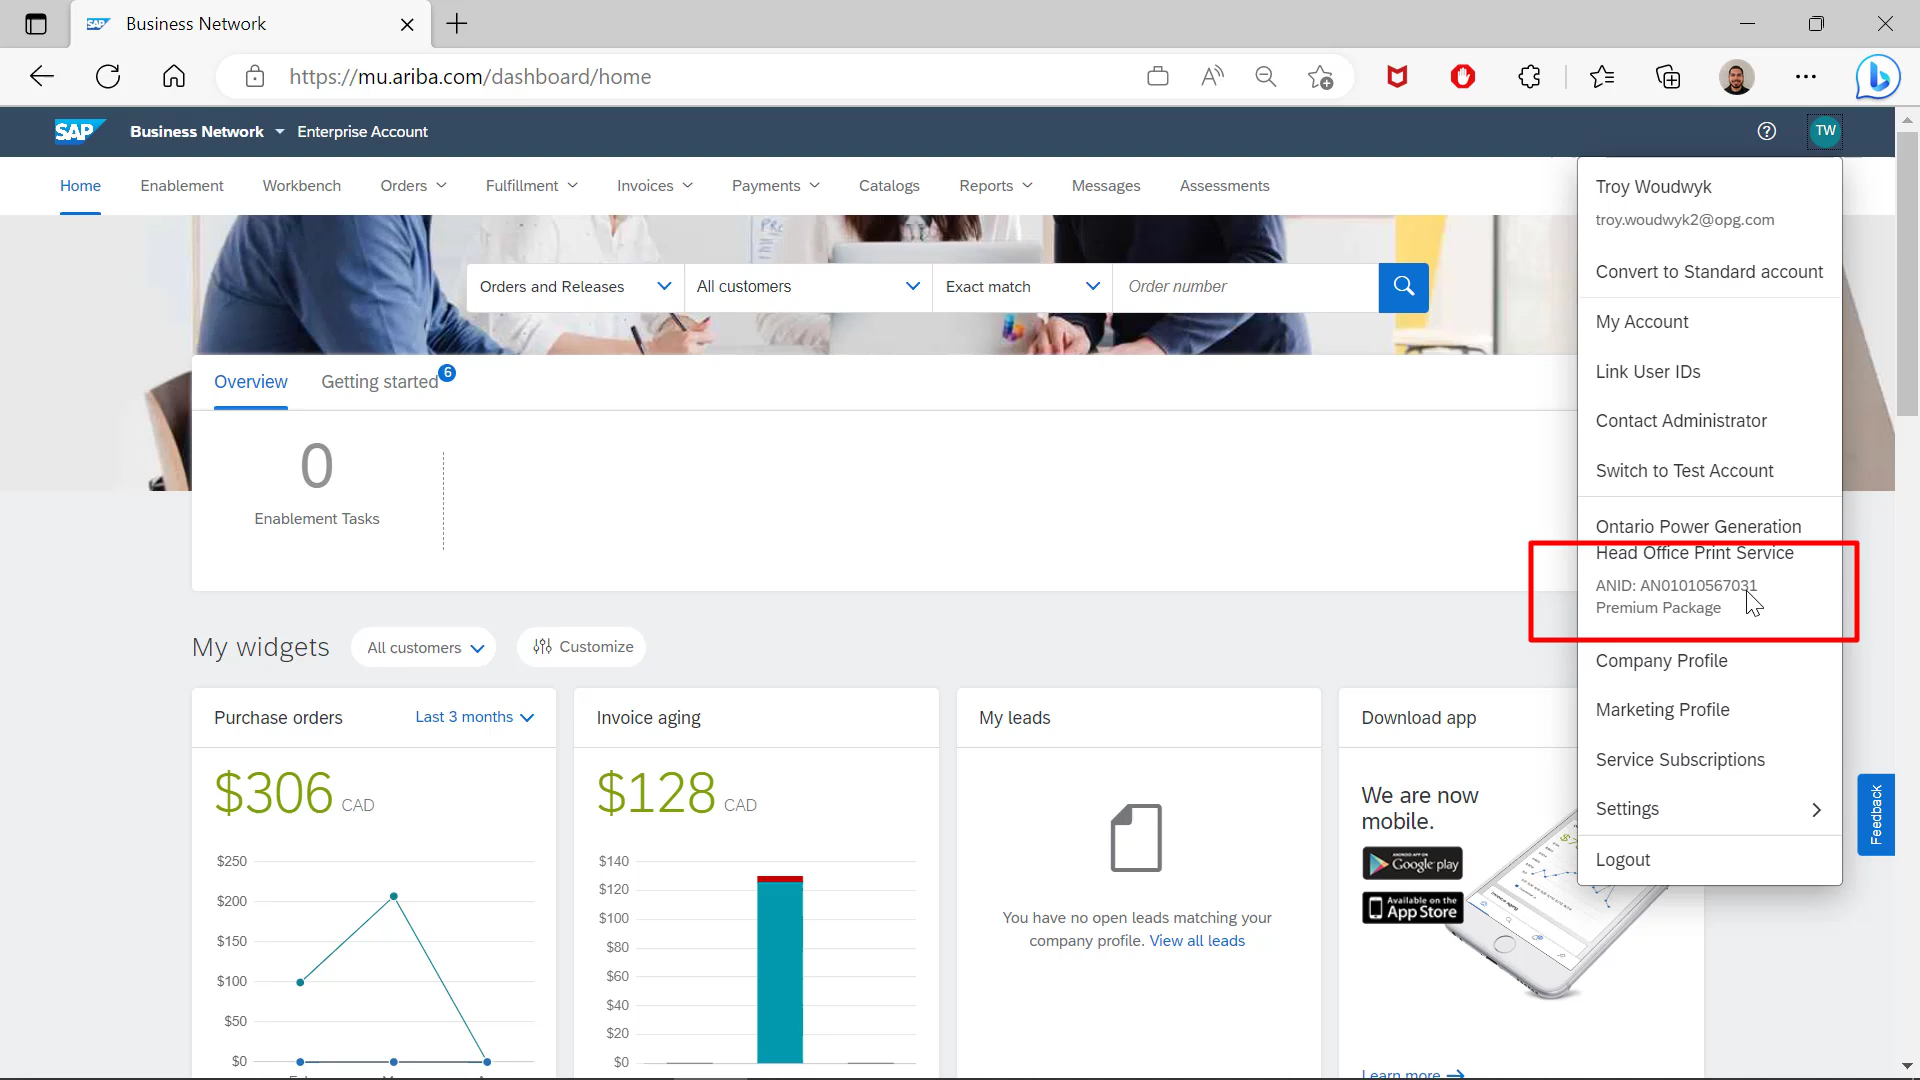 SAP Business Network
https://mu.ariba.com/dashboard/home
SAP Business Network Enterprise Account
TW
Home Enablement Workbench Orders Fulfillment Invoices Payments Catalogs Reports Messages Assessments
Orders and Releases All customers Exact match Order number
Overview Getting started 6
0
Enablement Tasks
My widgets All customers Customize
Purchase orders Last 3 months
$306 CAD
$250
$200
$150
$100
$50
$0
Invoice aging
$128 CAD
$140
$120
$100
$80
$60
$40
$20
$0
My leads
You have no open leads matching your
company profile. View all leads
Download app
We are now
mobile.
ANDROID APP ON
Google play
Available on the
App Store
Learn more
Troy Woudwyk
troy.woudwyk2@opg.com
Convert to Standard account
My Account
Link User IDs
Contact Administrator
Switch to Test Account
Ontario Power Generation
Head Office Print Service
ANID: AN01010567031
Premium Package
Company Profile
Marketing Profile
Service Subscriptions
Settings
Logout
Feedback